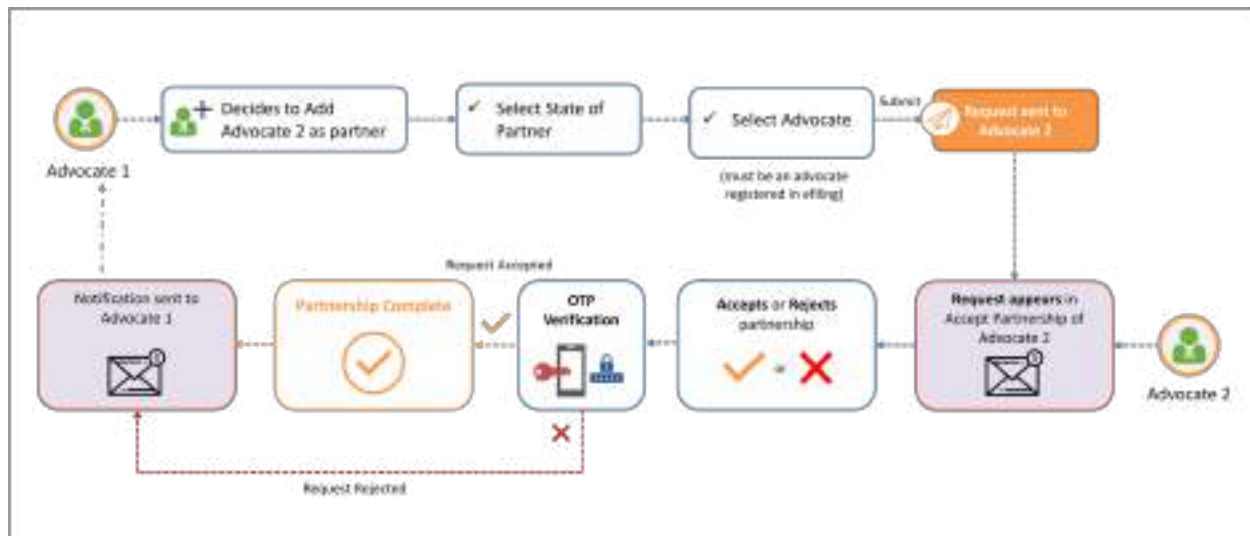 Advocate 1
Decides to Add
Advocate 2 as partner
Select State of
Partner
Select Advocate
(must be an advocate
registered in efiling)
Submit
Request sent to
Advocate 2
Request appears in
Accept Partnership of
Advocate 2
Advocate 2
Accepts or Rejects
partnership
or
OTP
Verification
Request Accepted
Partnership Complete
Notification sent to
Advocate 1
Request Rejected